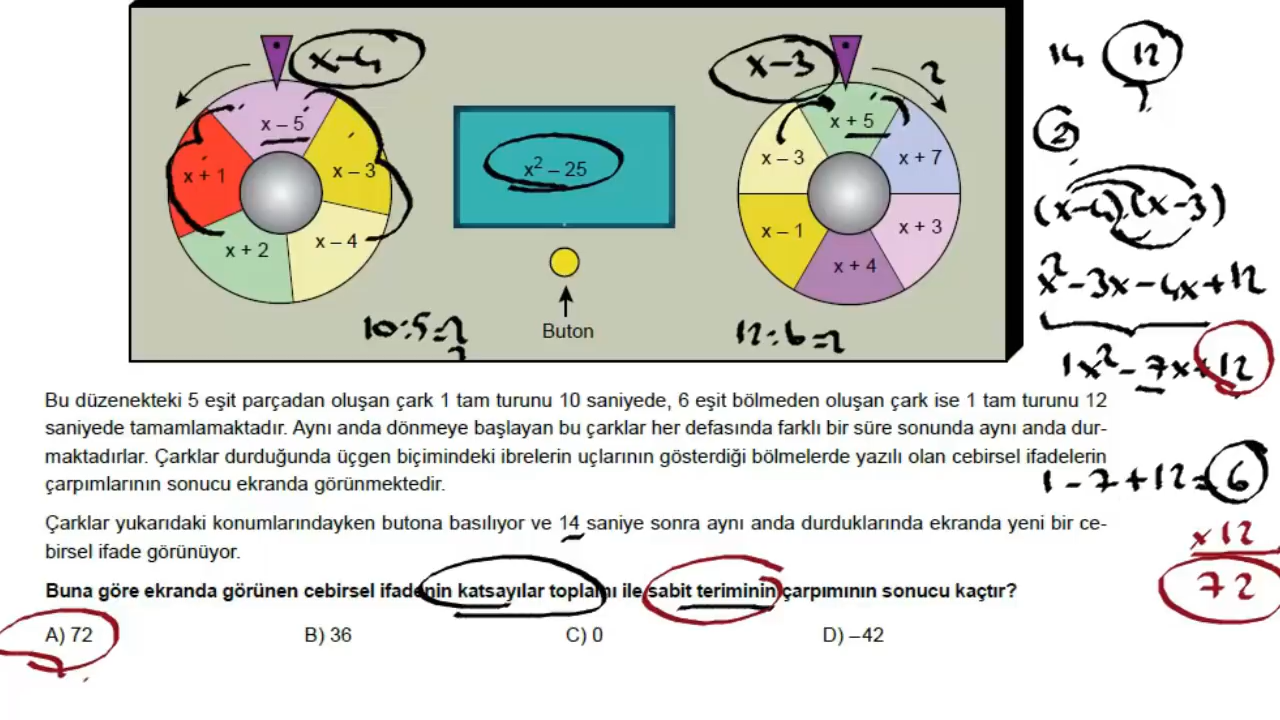 x-4
x-3
2
14 12
2
x – 5
x + 1
x – 3
x + 2
x – 4
x² – 25
Buton
x + 5
x – 3
x + 7
x – 1
x + 3
x + 4
(x-4).(x-3)
x²-3x-4x+12
1x²-7x+12
10:5=2
2
12:6=2
Bu düzenekteki 5 eşit parçadan oluşan çark 1 tam turunu 10 saniyede, 6 eşit bölmeden oluşan çark ise 1 tam turunu 12
saniyede tamamlamaktadır. Aynı anda dönmeye başlayan bu çarklar her defasında farklı bir süre sonunda aynı anda dur-
maktadırlar. Çarklar durduğunda üçgen biçimindeki ibrelerin uçlarının gösterdiği bölmelerde yazılı olan cebirsel ifadelerin
çarpımlarının sonucu ekranda görünmektedir.
1-7+12=6
Çarklar yukarıdaki konumlarındayken butona basılıyor ve 14 saniye sonra aynı anda durduklarında ekranda yeni bir ce-
birsel ifade görünüyor.
x12
72
Buna göre ekranda görünen cebirsel ifadenin katsayılar toplamı ile sabit teriminin çarpımının sonucu kaçtır?
A) 72 B) 36 C) 0 D) –42